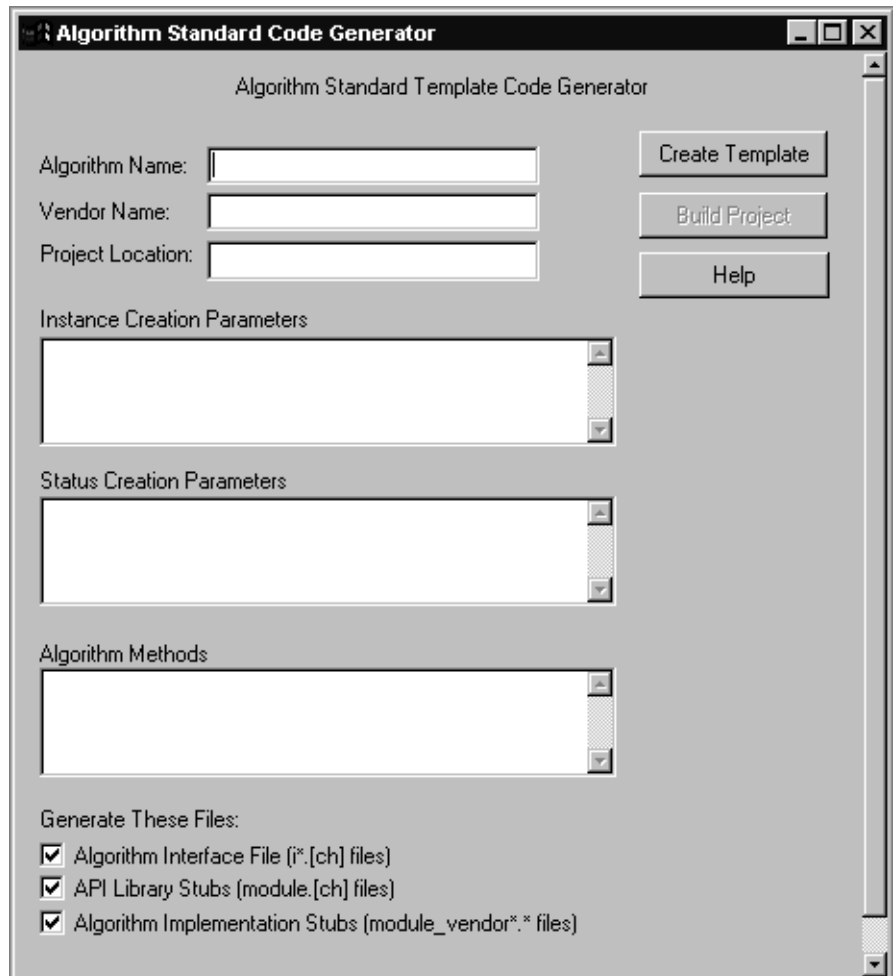 Algorithm Standard Code Generator
Algorithm Standard Template Code Generator
Algorithm Name:
Create Template
Vendor Name:
Build Project
Project Location:
Help
Instance Creation Parameters
Status Creation Parameters
Algorithm Methods
Generate These Files:
Algorithm Interface File (i*.[ch] files)
API Library Stubs (module.[ch] files)
Algorithm Implementation Stubs (module_vendor*.* files)